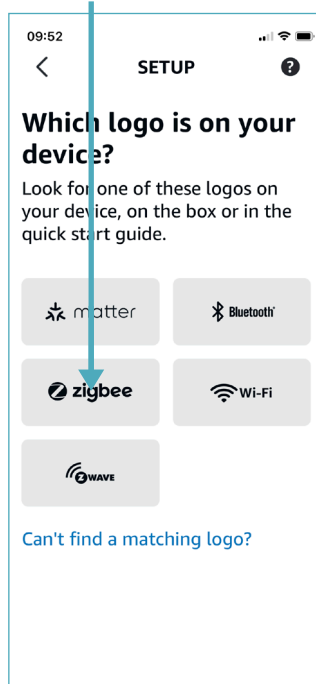 09:52
SETUP
?
Which logo is on your
device?
Look for one of these logos on
your device, on the box or in the
quick start guide.
matter
Bluetooth®
zigbee
Wi-Fi
Z WAVE
Can't find a matching logo?